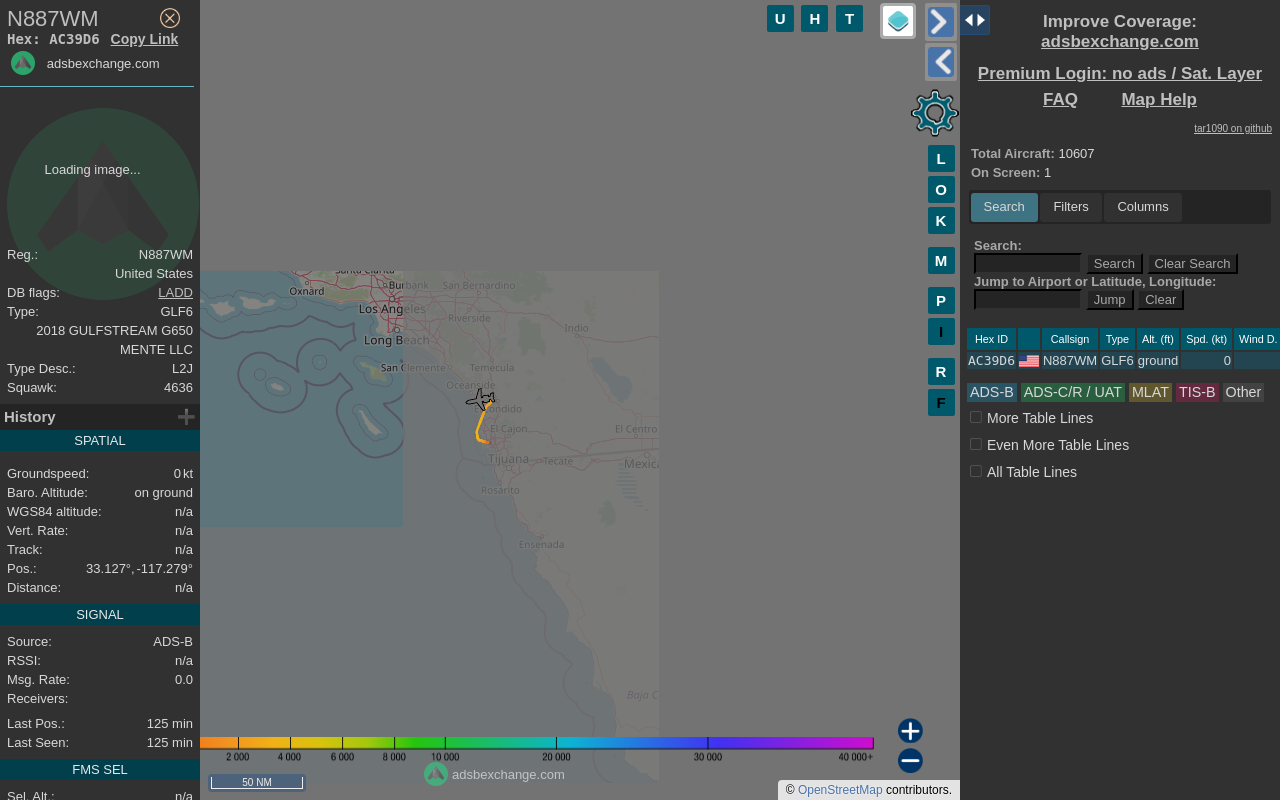 N887WM
Hex: AC39D6 Copy Link
adsbexchange.com
Loading image...
Reg.: N887WM
United States
DB flags: LADD
Type: GLF6
2018 GULFSTREAM G650
MENTE LLC
Type Desc.: L2J
Squawk: 4636
History
SPATIAL
Groundspeed: 0 kt
Baro. Altitude: on ground
WGS84 altitude: n/a
Vert. Rate: n/a
Track: n/a
Pos.: 33.127°, -117.279°
Distance: n/a
SIGNAL
Source: ADS-B
RSSI: n/a
Msg. Rate: 0.0
Receivers:
Last Pos.: 125 min
Last Seen: 125 min
FMS SEL
Sel. Alt.: n/a
U H T
L
O
K
M
P
I
R
F
Santa Clarita
Oxnard
Burbank
San Bernardino
Los Angeles
Riverside
Long Beach
Indio
San Clemente
Temecula
Oceanside
Escondido
El Cajon
El Centro
Tijuana
Tecate
Mexica
Rosarito
Ensenada
Baja C
2 000 4 000 6 000 8 000 10 000 20 000 30 000 40 000+
50 NM
adsbexchange.com
© OpenStreetMap contributors.
Improve Coverage:
adsbexchange.com
Premium Login: no ads / Sat. Layer
FAQ Map Help
tar1090 on github
Total Aircraft: 10607
On Screen: 1
Search Filters Columns
Search:
Search Clear Search
Jump to Airport or Latitude, Longitude:
Jump Clear
Hex ID Callsign Type Alt. (ft) Spd. (kt) Wind D.
AC39D6 N887WM GLF6 ground 0
ADS-B ADS-C/R / UAT MLAT TIS-B Other
More Table Lines
Even More Table Lines
All Table Lines